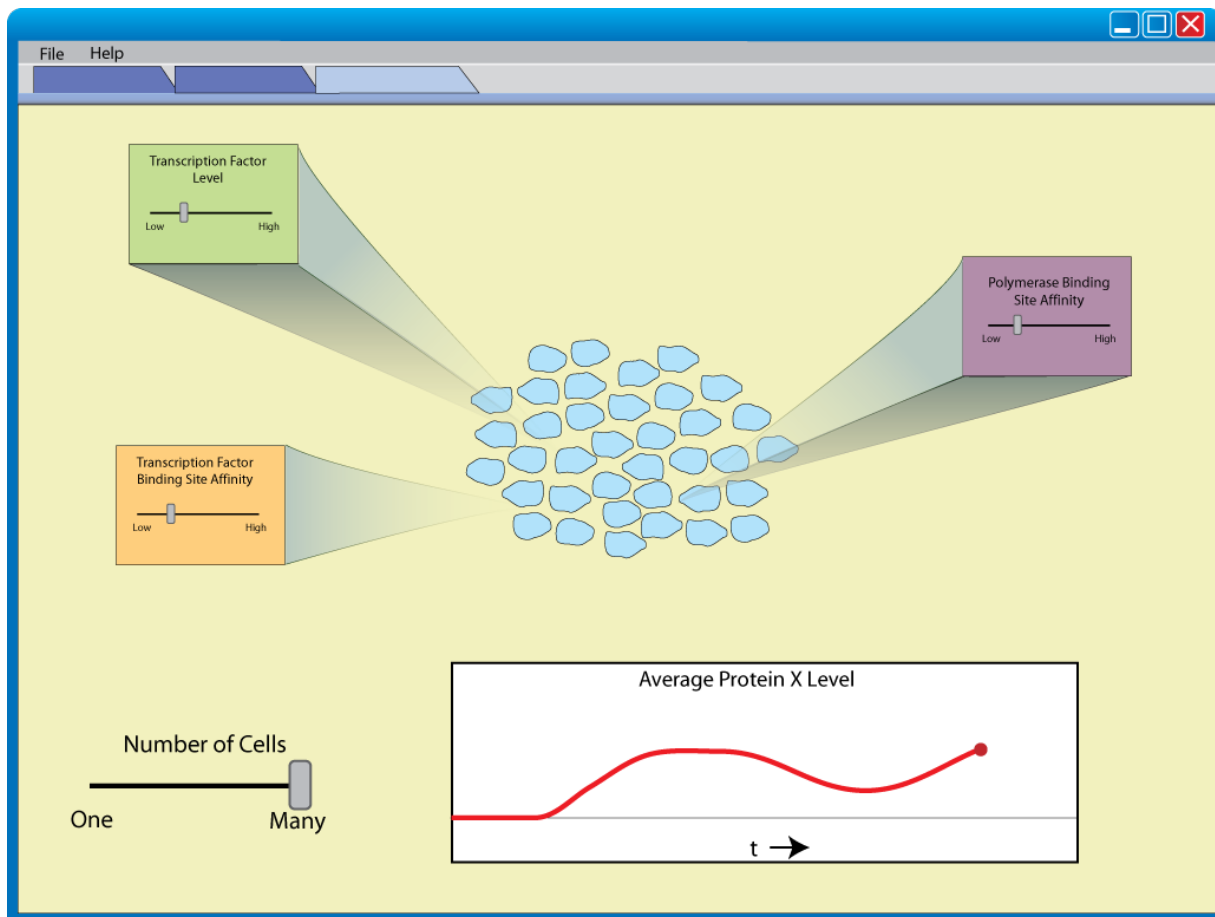 File Help
Transcription Factor
Level
Low High
Polymerase Binding
Site Affinity
Low High
Transcription Factor
Binding Site Affinity
Low High
Number of Cells
One Many
Average Protein X Level
t